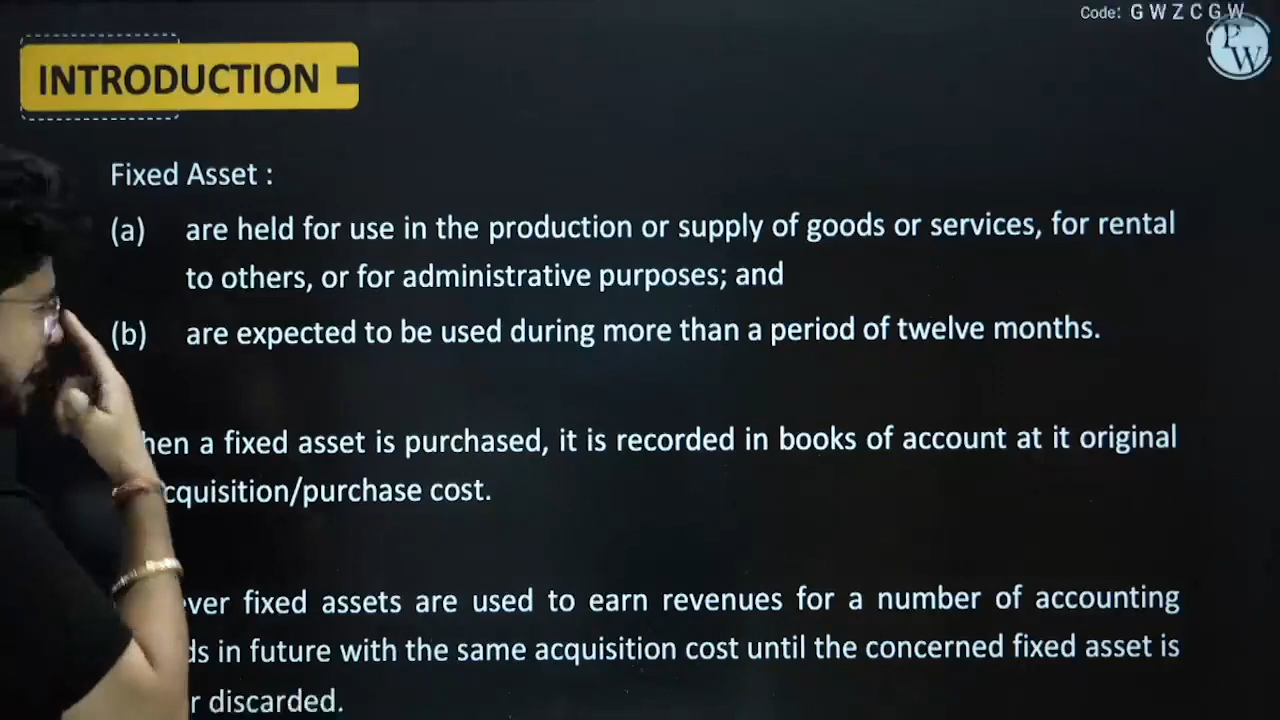 Code: G W Z C G W
PW
INTRODUCTION
Fixed Asset :
(a) are held for use in the production or supply of goods or services, for rental
to others, or for administrative purposes; and
(b) are expected to be used during more than a period of twelve months.
hen a fixed asset is purchased, it is recorded in books of account at it original
cquisition/purchase cost.
ver fixed assets are used to earn revenues for a number of accounting
ds in future with the same acquisition cost until the concerned fixed asset is
r discarded.